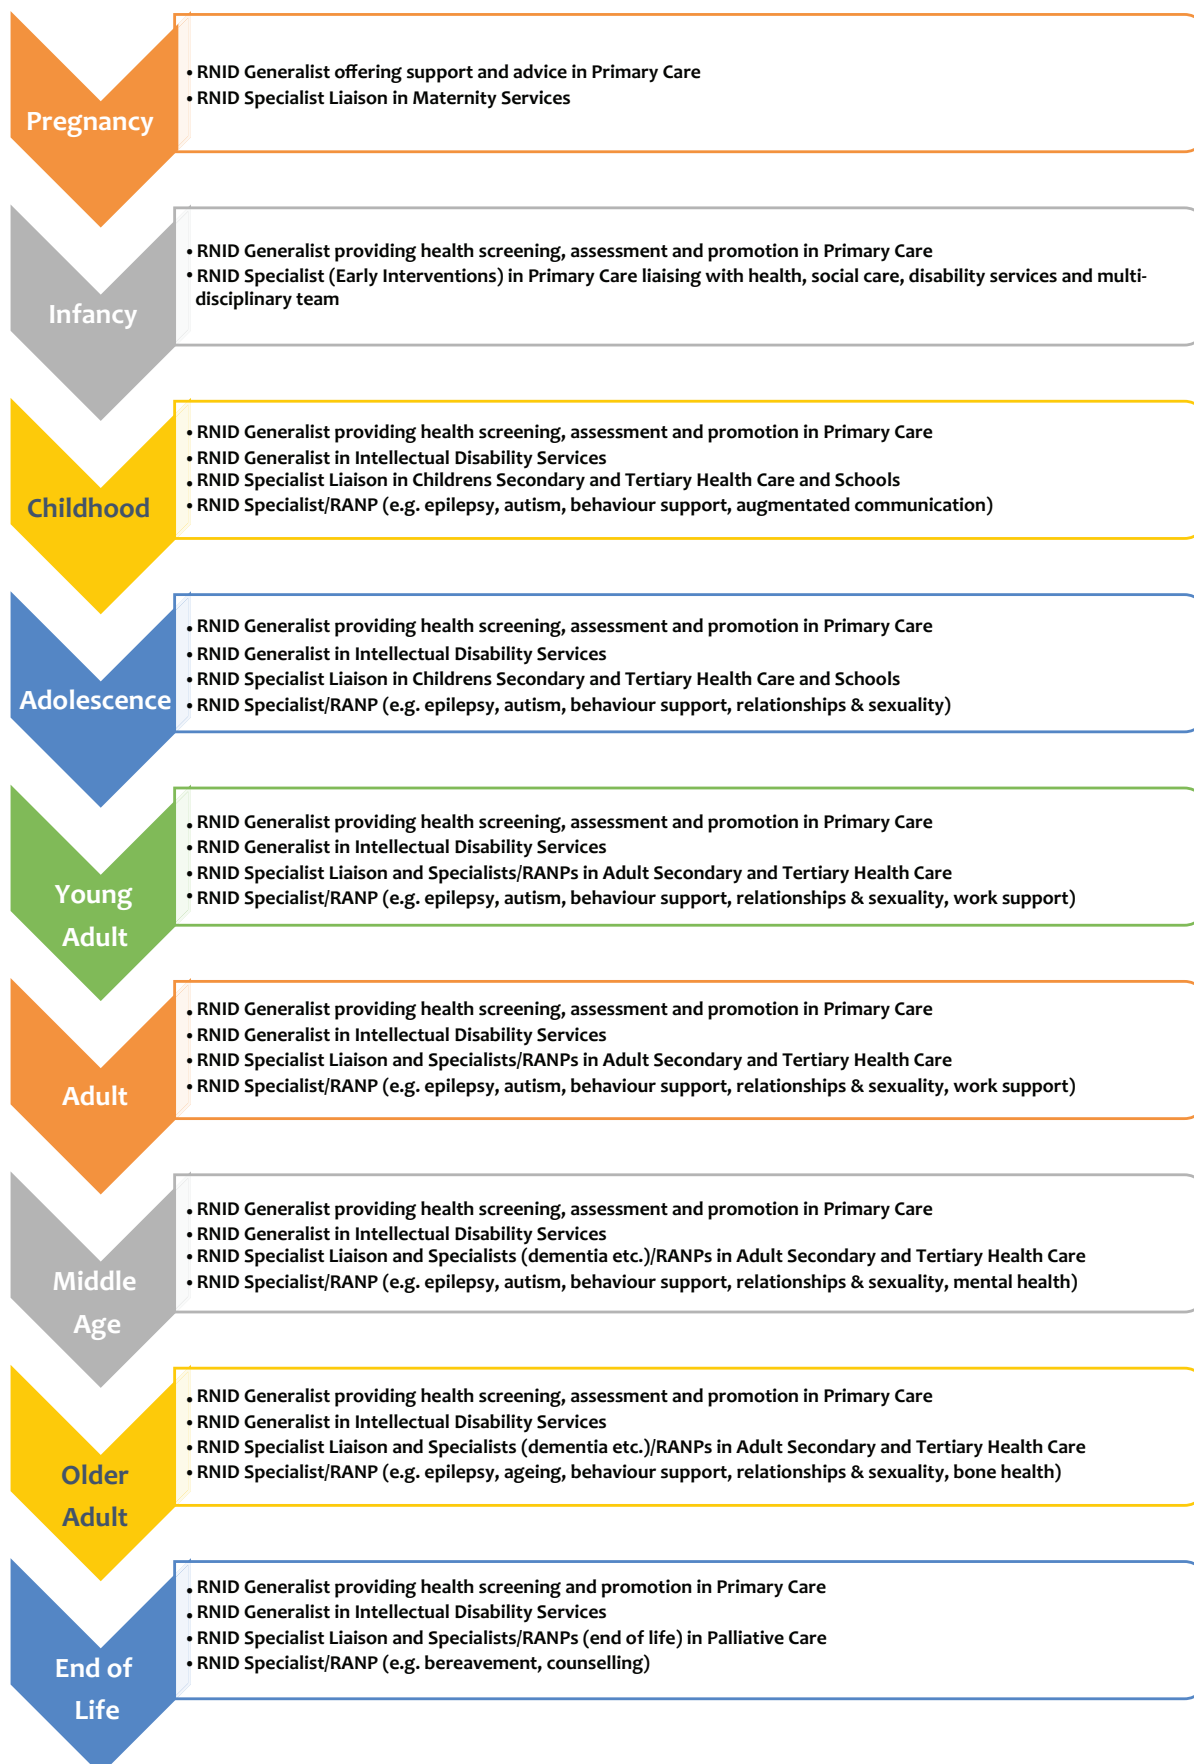 Pregnancy
• RNID Generalist offering support and advice in Primary Care
• RNID Specialist Liaison in Maternity Services
Infancy
• RNID Generalist providing health screening, assessment and promotion in Primary Care
• RNID Specialist (Early Interventions) in Primary Care liaising with health, social care, disability services and multi-
disciplinary team
Childhood
• RNID Generalist providing health screening, assessment and promotion in Primary Care
• RNID Generalist in Intellectual Disability Services
• RNID Specialist Liaison in Childrens Secondary and Tertiary Health Care and Schools
• RNID Specialist/RANP (e.g. epilepsy, autism, behaviour support, augmentated communication)
Adolescence
• RNID Generalist providing health screening, assessment and promotion in Primary Care
• RNID Generalist in Intellectual Disability Services
• RNID Specialist Liaison in Childrens Secondary and Tertiary Health Care and Schools
• RNID Specialist/RANP (e.g. epilepsy, autism, behaviour support, relationships & sexuality)
Young
Adult
• RNID Generalist providing health screening, assessment and promotion in Primary Care
• RNID Generalist in Intellectual Disability Services
• RNID Specialist Liaison and Specialists/RANPs in Adult Secondary and Tertiary Health Care
• RNID Specialist/RANP (e.g. epilepsy, autism, behaviour support, relationships & sexuality, work support)
Adult
• RNID Generalist providing health screening, assessment and promotion in Primary Care
• RNID Generalist in Intellectual Disability Services
• RNID Specialist Liaison and Specialists/RANPs in Adult Secondary and Tertiary Health Care
• RNID Specialist/RANP (e.g. epilepsy, autism, behaviour support, relationships & sexuality, work support)
Middle
Age
• RNID Generalist providing health screening, assessment and promotion in Primary Care
• RNID Generalist in Intellectual Disability Services
• RNID Specialist Liaison and Specialists (dementia etc.)/RANPs in Adult Secondary and Tertiary Health Care
• RNID Specialist/RANP (e.g. epilepsy, autism, behaviour support, relationships & sexuality, mental health)
Older
Adult
• RNID Generalist providing health screening, assessment and promotion in Primary Care
• RNID Generalist in Intellectual Disability Services
• RNID Specialist Liaison and Specialists (dementia etc.)/RANPs in Adult Secondary and Tertiary Health Care
• RNID Specialist/RANP (e.g. epilepsy, ageing, behaviour support, relationships & sexuality, bone health)
End of
Life
• RNID Generalist providing health screening and promotion in Primary Care
• RNID Generalist in Intellectual Disability Services
• RNID Specialist Liaison and Specialists/RANPs (end of life) in Palliative Care
• RNID Specialist/RANP (e.g. bereavement, counselling)